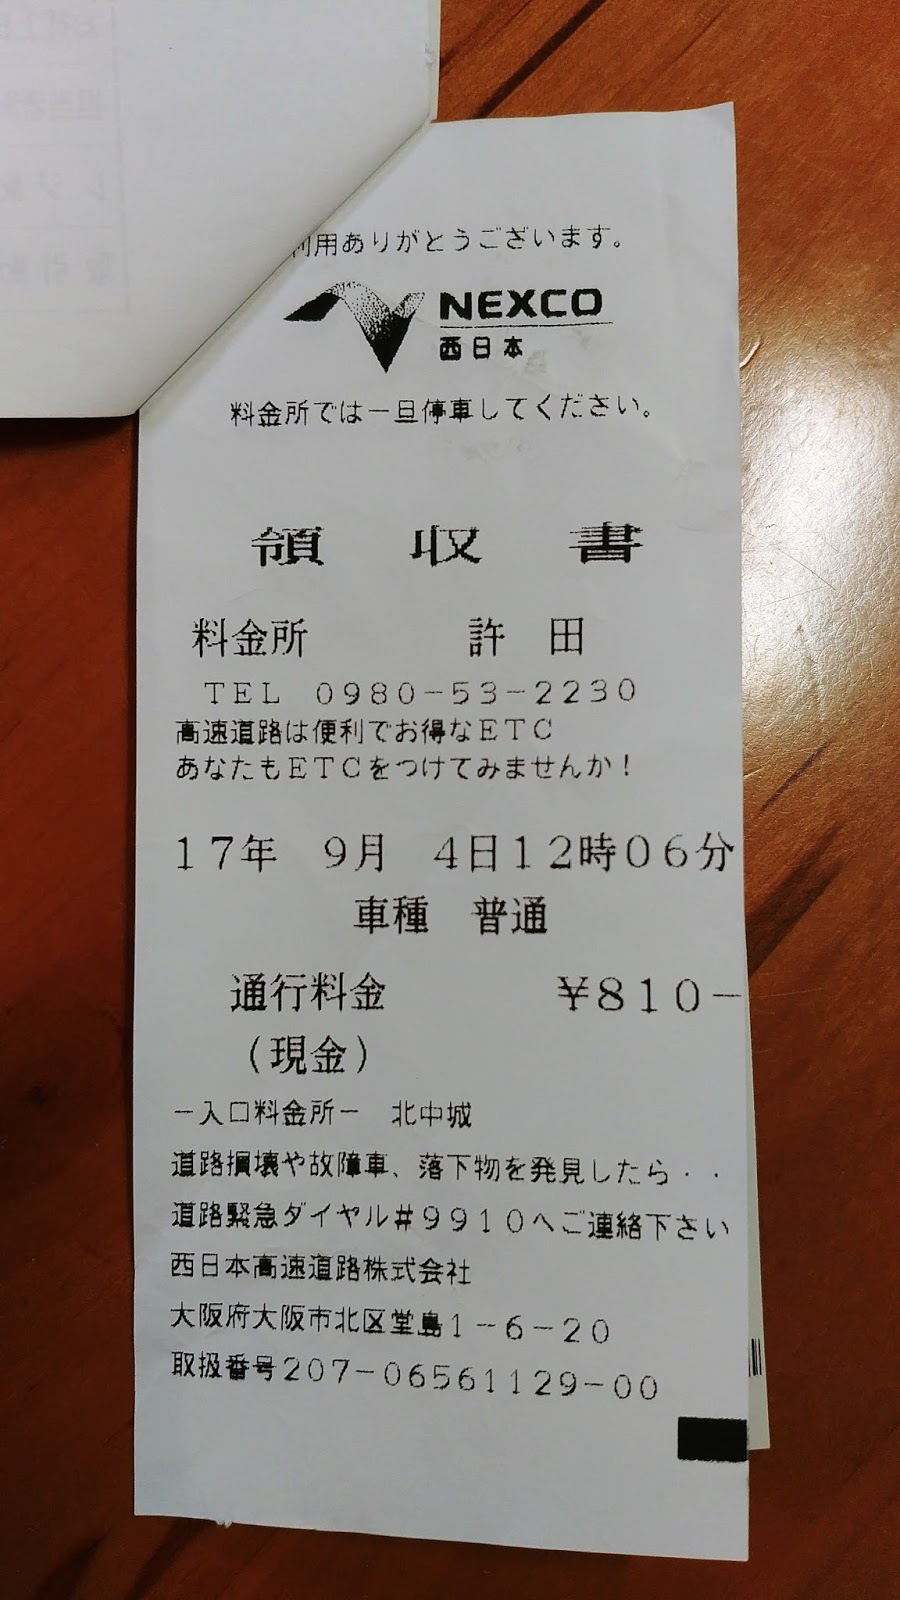 利用ありがとうございます。
NEXCO
西日本
料金所では一旦停車してください。
領収書
料金所 許田
TEL 0980-53-2230
高速道路は便利でお得なETC
あなたもETCをつけてみませんか！
17年 9月 4日12時06分
車種 普通
通行料金 ¥810-
(現金)
-入口料金所- 北中城
道路損壊や故障車、落下物を発見したら・・
道路緊急ダイヤル#9910へご連絡下さい
西日本高速道路株式会社
大阪府大阪市北区堂島1-6-20
取扱番号207-06561129-00